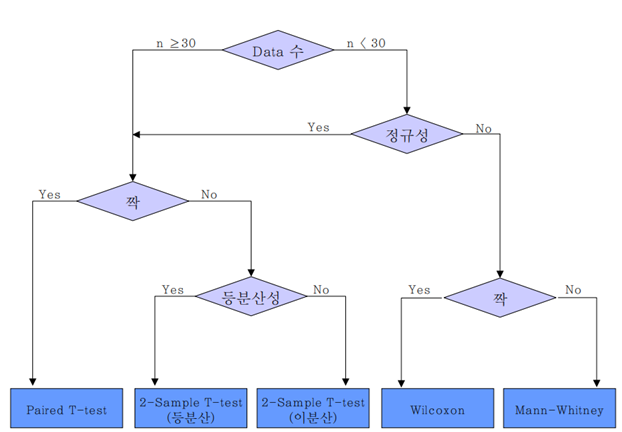 n ≥30
Data 수
n < 30
Yes
정규성
No
Yes
짝
No
Yes
등분산성
No
Yes
짝
No
Paired T-test
2-Sample T-test
(등분산)
2-Sample T-test
(이분산)
Wilcoxon
Mann-Whitney